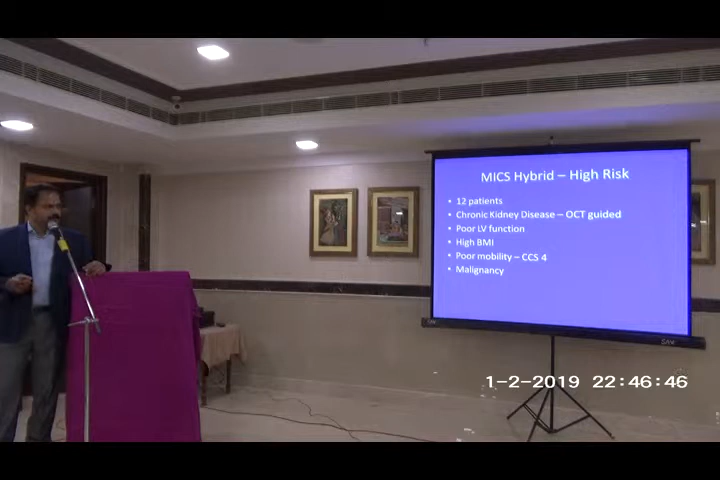 MICS Hybrid – High Risk
• 12 patients
• Chronic Kidney Disease – OCT guided
• Poor LV function
• High BMI
• Poor mobility – CCS 4
• Malignancy
1-2-2019 22:46:46